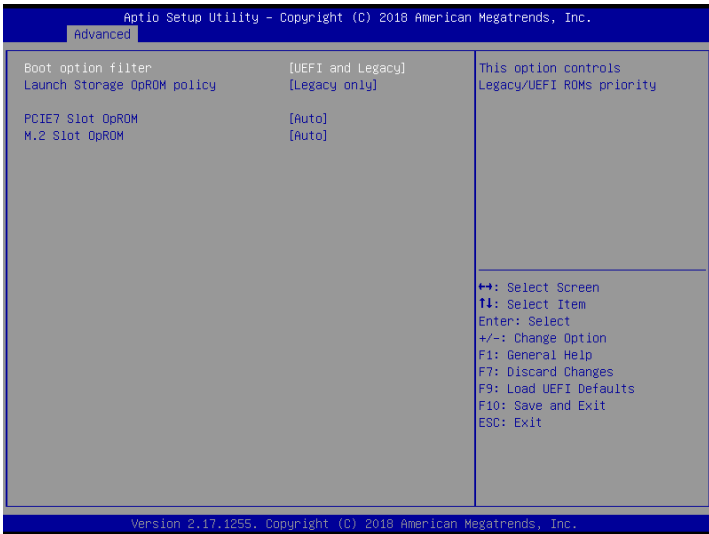 Aptio Setup Utility – Copyright (C) 2018 American Megatrends, Inc.
Advanced
Boot option filter [UEFI and Legacy]
Launch Storage OpROM policy [Legacy only]
PCIE7 Slot OpROM [Auto]
M.2 Slot OpROM [Auto]
This option controls
Legacy/UEFI ROMs priority
↔: Select Screen
↑↓: Select Item
Enter: Select
+/-: Change Option
F1: General Help
F7: Discard Changes
F9: Load UEFI Defaults
F10: Save and Exit
ESC: Exit
Version 2.17.1255. Copyright (C) 2018 American Megatrends, Inc.